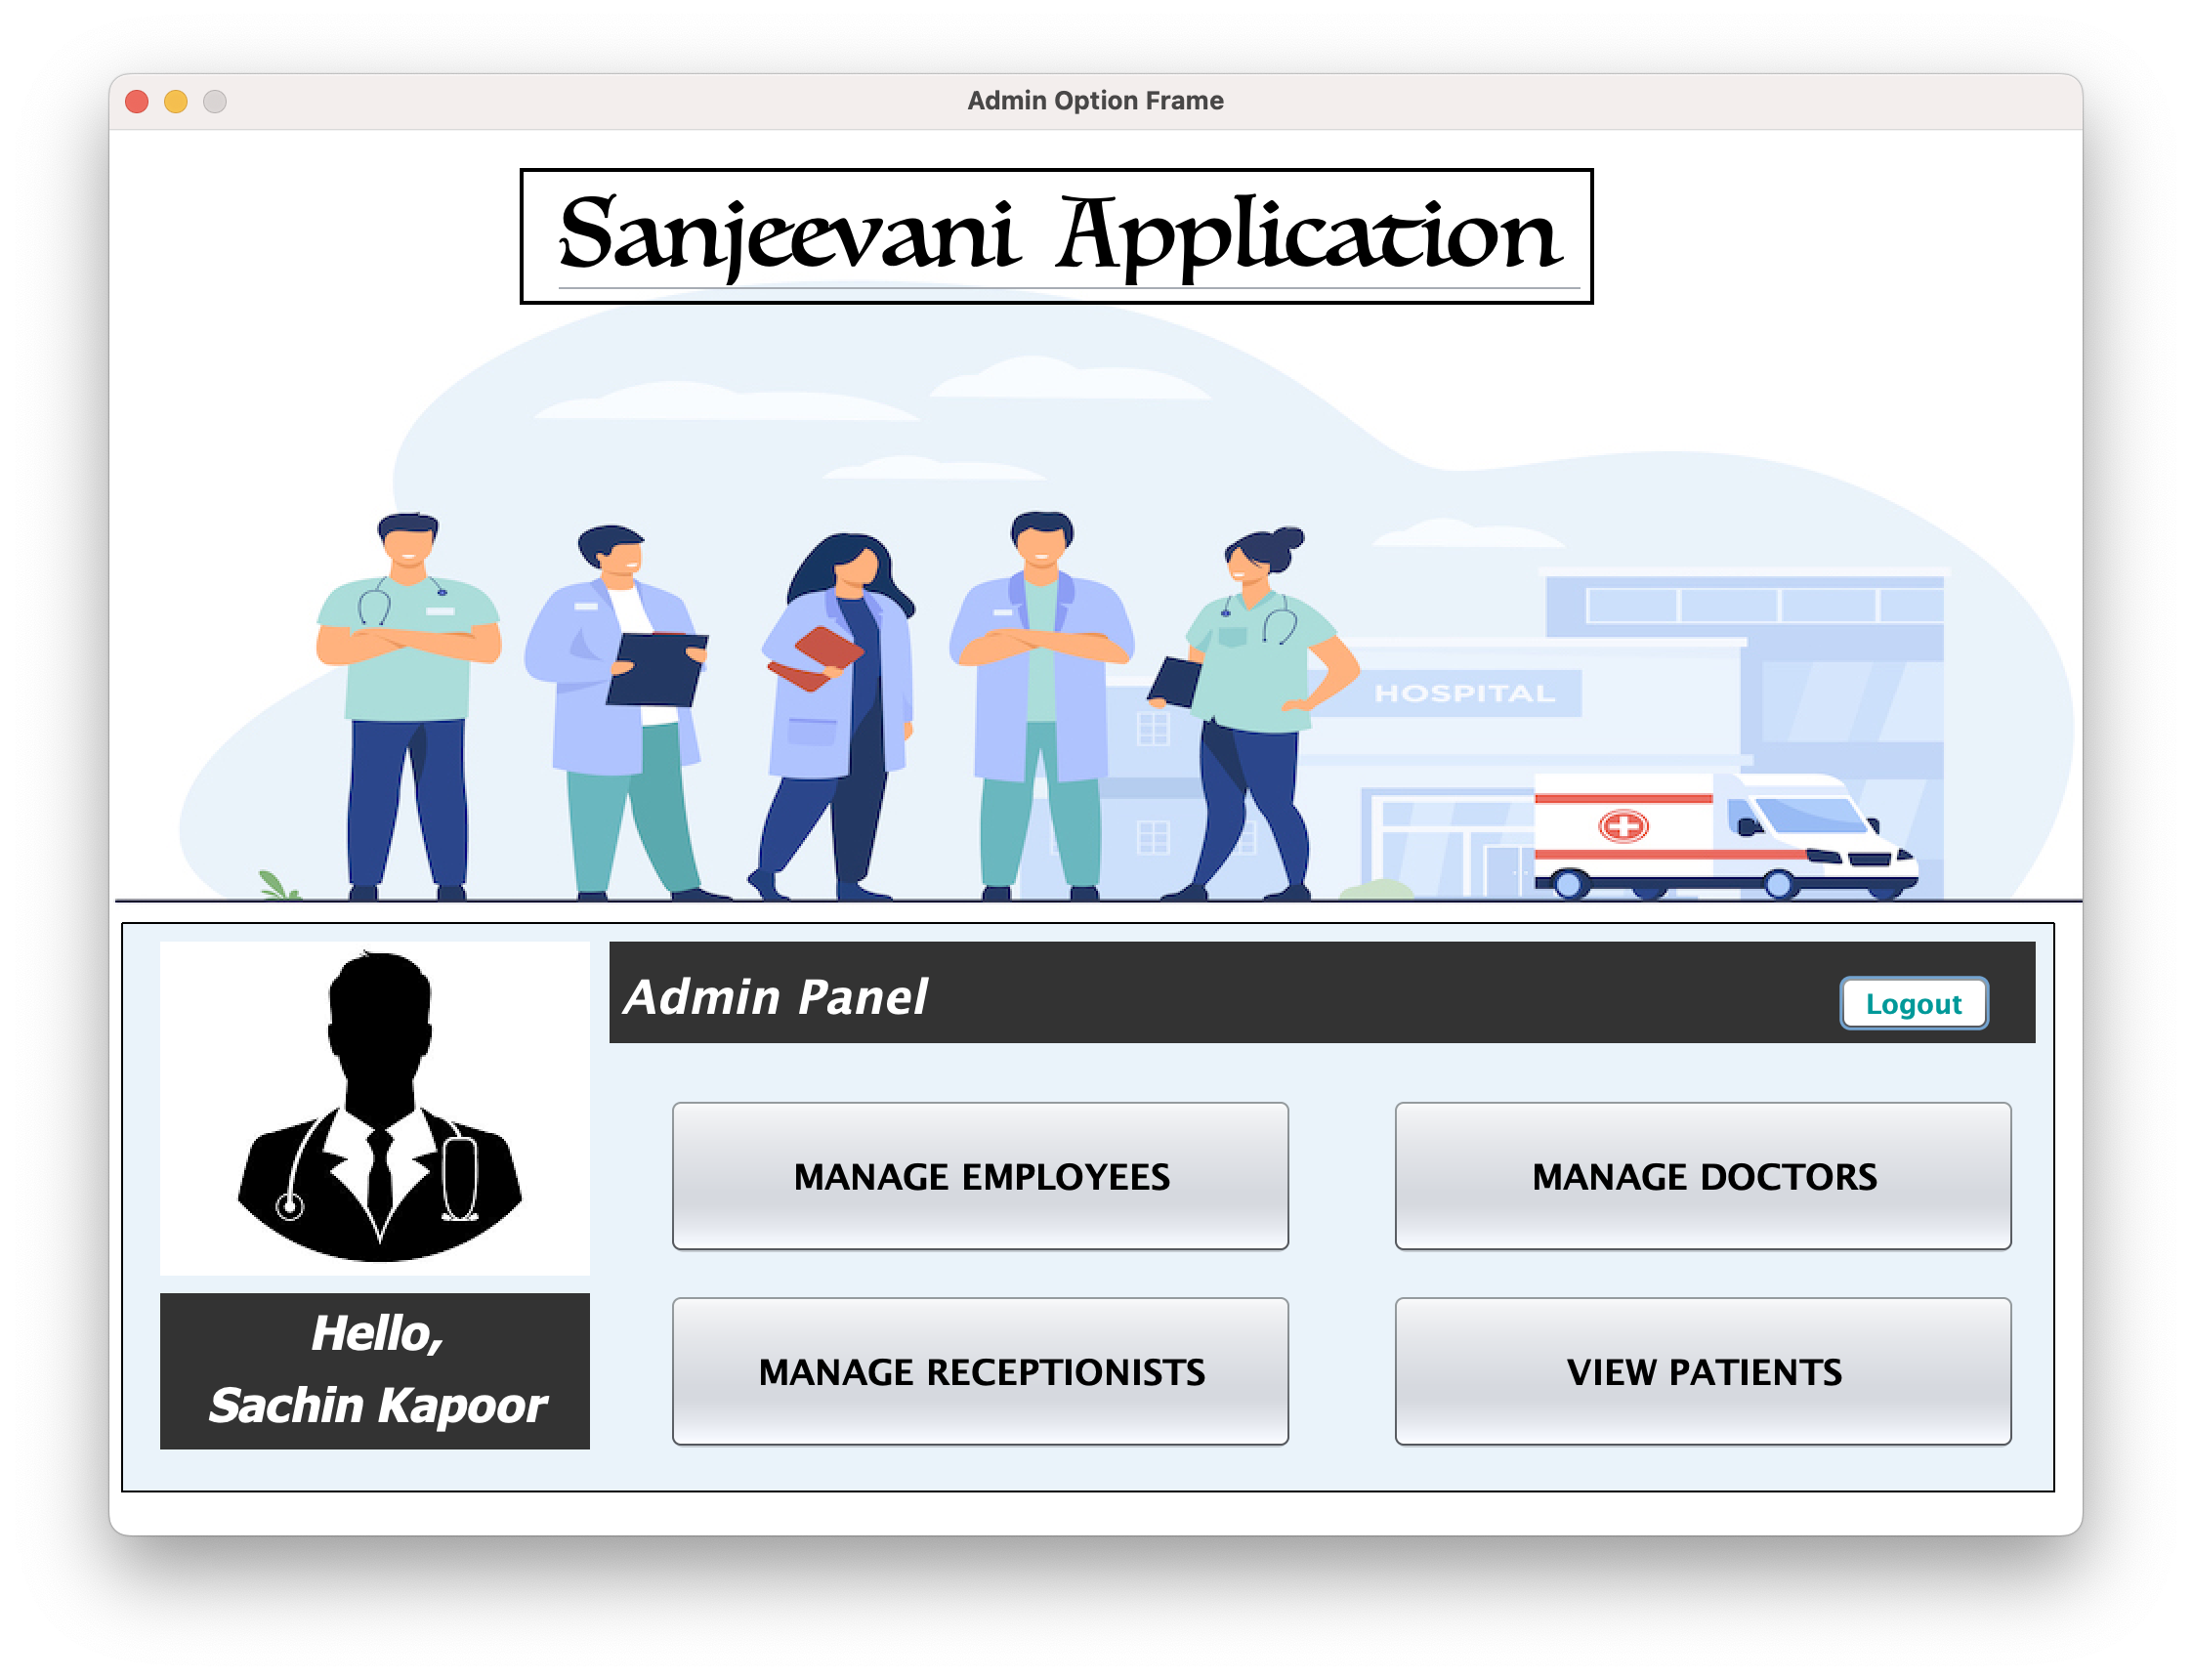 Admin Option Frame
Sanjeevani Application
HOSPITAL
Admin Panel
Logout
MANAGE EMPLOYEES
MANAGE DOCTORS
MANAGE RECEPTIONISTS
VIEW PATIENTS
Hello,
Sachin Kapoor